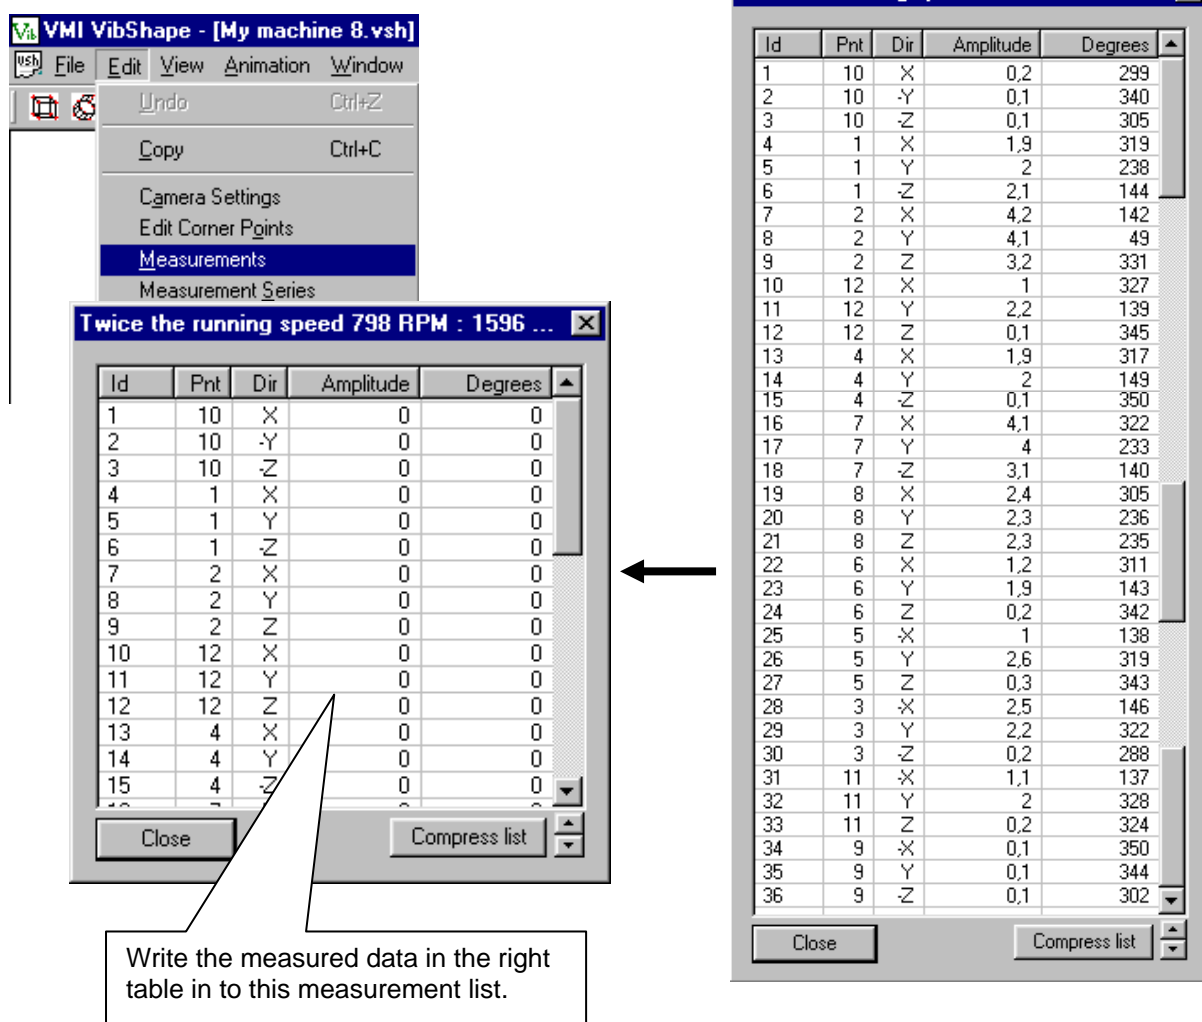 VMI VibShape - [My machine 8.vsh]
File Edit View Animation Window
Undo Ctrl+Z
Copy Ctrl+C
Camera Settings
Edit Corner Points
Measurements
Measurement Series
Twice the running speed 798 RPM : 1596 ...
Id Pnt Dir Amplitude Degrees
1 10 X 0 0
2 10 -Y 0 0
3 10 -Z 0 0
4 1 X 0 0
5 1 Y 0 0
6 1 -Z 0 0
7 2 X 0 0
8 2 Y 0 0
9 2 Z 0 0
10 12 X 0 0
11 12 Y 0 0
12 12 Z 0 0
13 4 X 0 0
14 4 Y 0 0
15 4 -Z 0 0
Close Compress list
Write the measured data in the right
table in to this measurement list.
Id Pnt Dir Amplitude Degrees
1 10 X 0,2 299
2 10 -Y 0,1 340
3 10 -Z 0,1 305
4 1 X 1,9 319
5 1 Y 2 238
6 1 -Z 2,1 144
7 2 X 4,2 142
8 2 Y 4,1 49
9 2 Z 3,2 331
10 12 X 1 327
11 12 Y 2,2 139
12 12 Z 0,1 345
13 4 X 1,9 317
14 4 Y 2 149
15 4 -Z 0,1 350
16 7 X 4,1 322
17 7 Y 4 233
18 7 -Z 3,1 140
19 8 X 2,4 305
20 8 Y 2,3 236
21 8 Z 2,3 235
22 6 X 1,2 311
23 6 Y 1,9 143
24 6 Z 0,2 342
25 5 -X 1 138
26 5 Y 2,6 319
27 5 Z 0,3 343
28 3 -X 2,5 146
29 3 Y 2,2 322
30 3 -Z 0,2 288
31 11 -X 1,1 137
32 11 Y 2 328
33 11 Z 0,2 324
34 9 -X 0,1 350
35 9 Y 0,1 344
36 9 -Z 0,1 302
Close Compress list